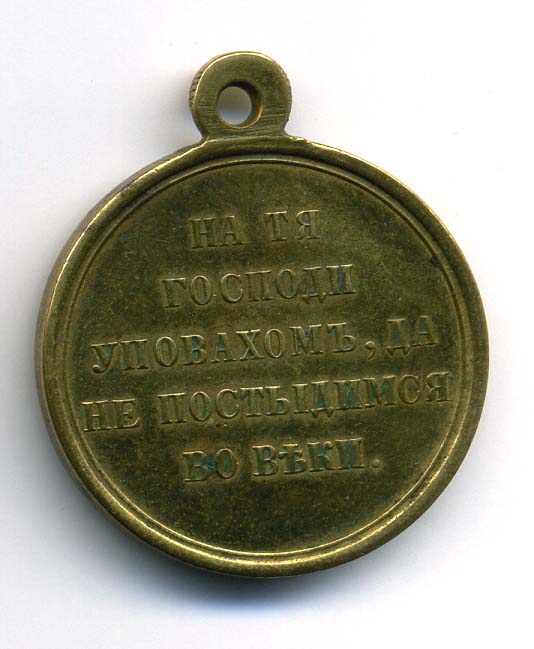 НА ТЯ
ГОСПОДИ
УПОВАХОМЪ, ДА
НЕ ПОСТЫДИМСЯ
ВО ВѢКИ.